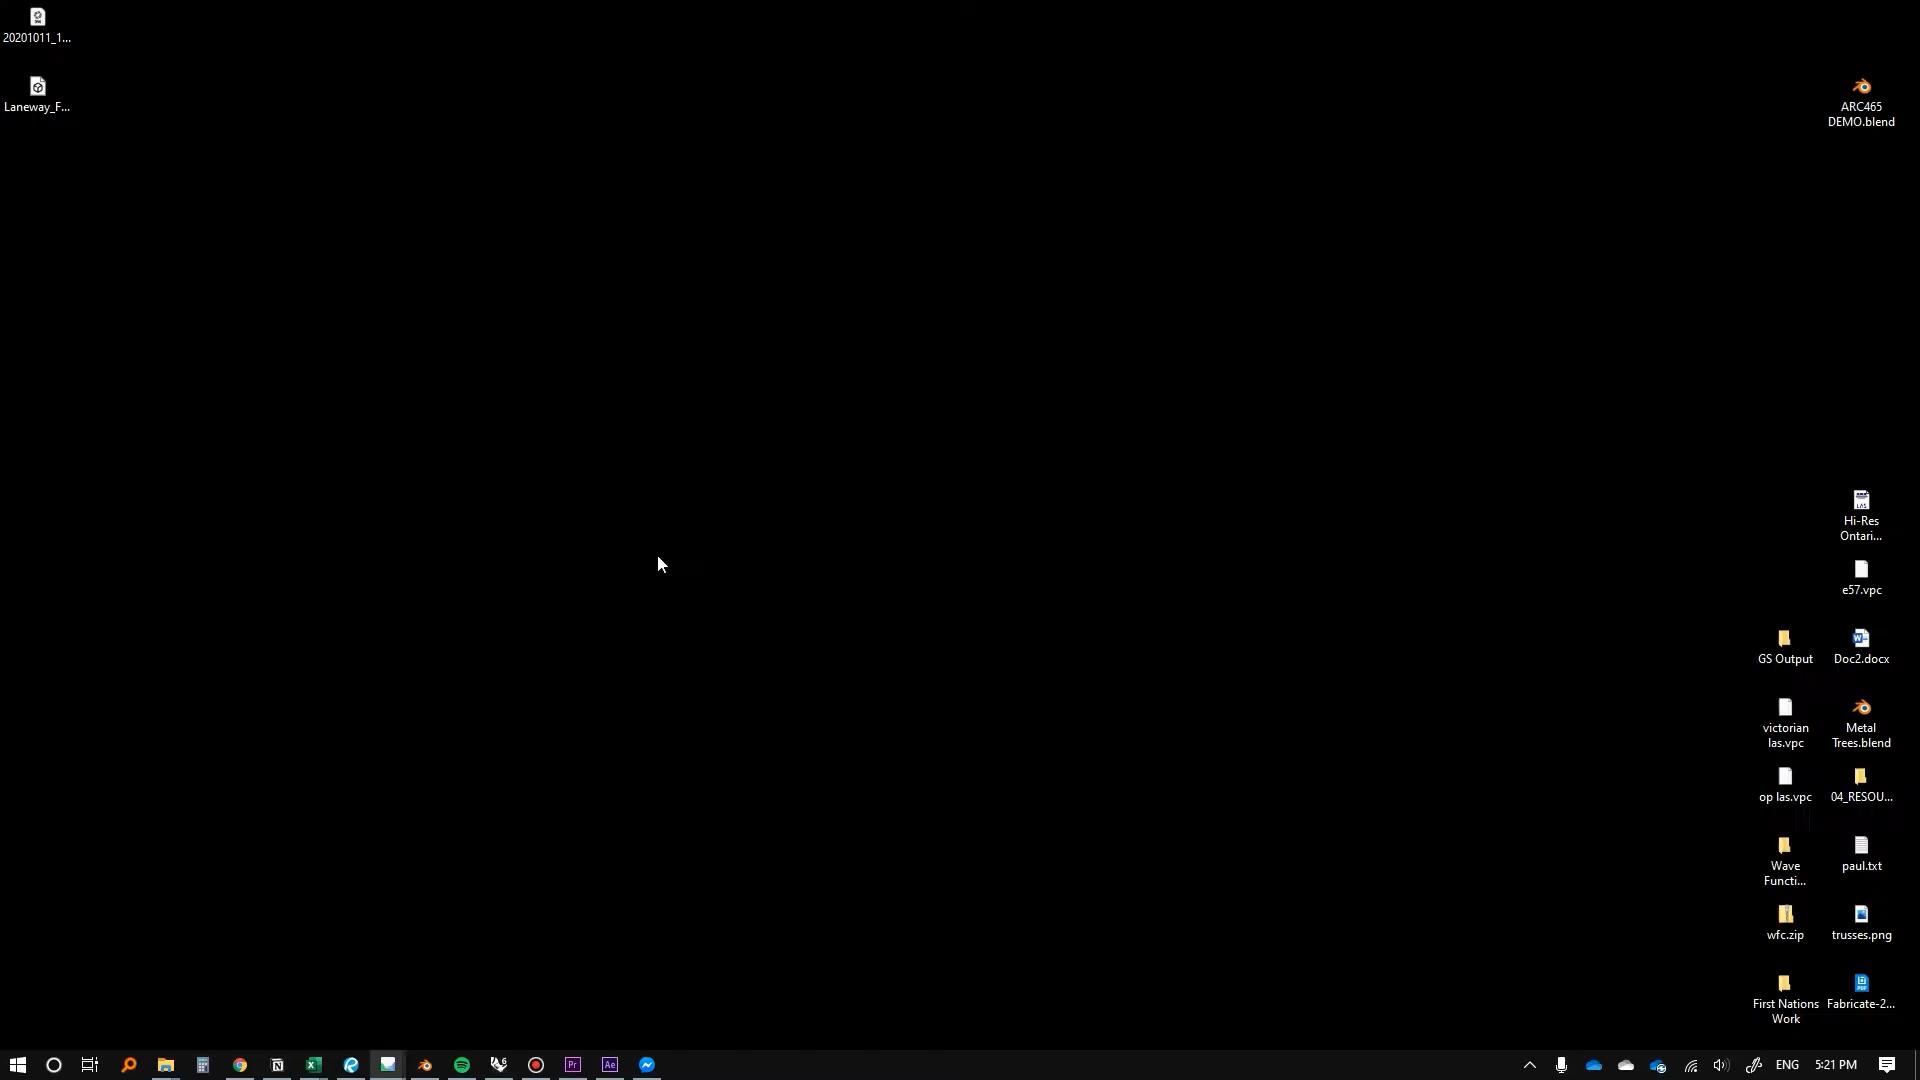 20201011_1...
Laneway_F...
ARC465
DEMO.blend
Hi-Res
Ontari...
e57.vpc
GS Output
Doc2.docx
victorian
las.vpc
Metal
Trees.blend
op las.vpc
04_RESOU...
Wave
Functi...
paul.txt
wfc.zip
trusses.png
First Nations
Work
Fabricate-2...
Pr
Ae
ENG
5:21 PM